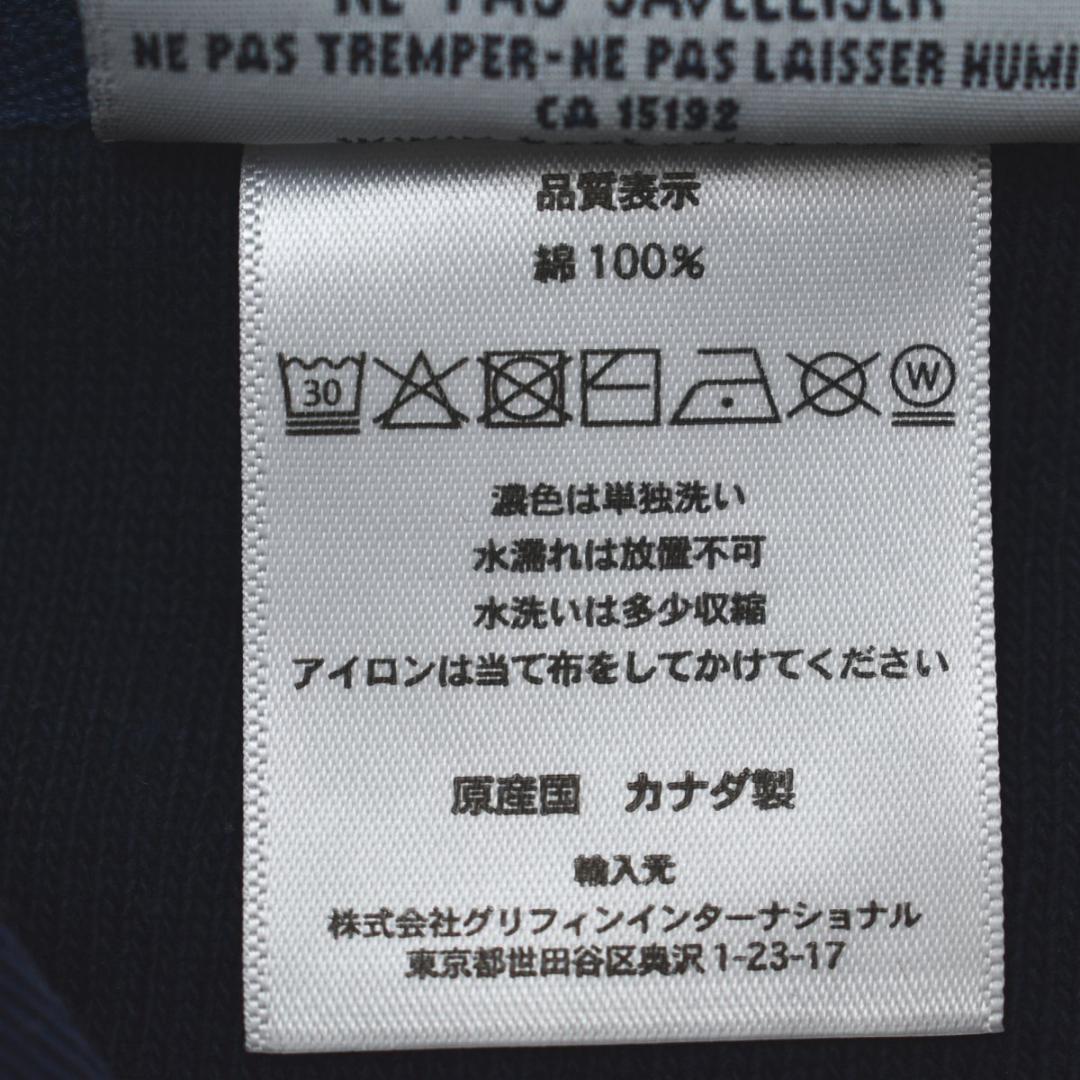 NE PAS
NE PAS TREMPER-NE PAS LAISSER HUMI
CA 15192
品質表示
綿 100%
30
W
濃色は単独洗い
水濡れは放置不可
水洗いは多少収縮
アイロンは当て布をしてかけてください
原産国 カナダ製
輸入元
株式会社グリフィンインターナショナル
東京都世田谷区奥沢1-23-17